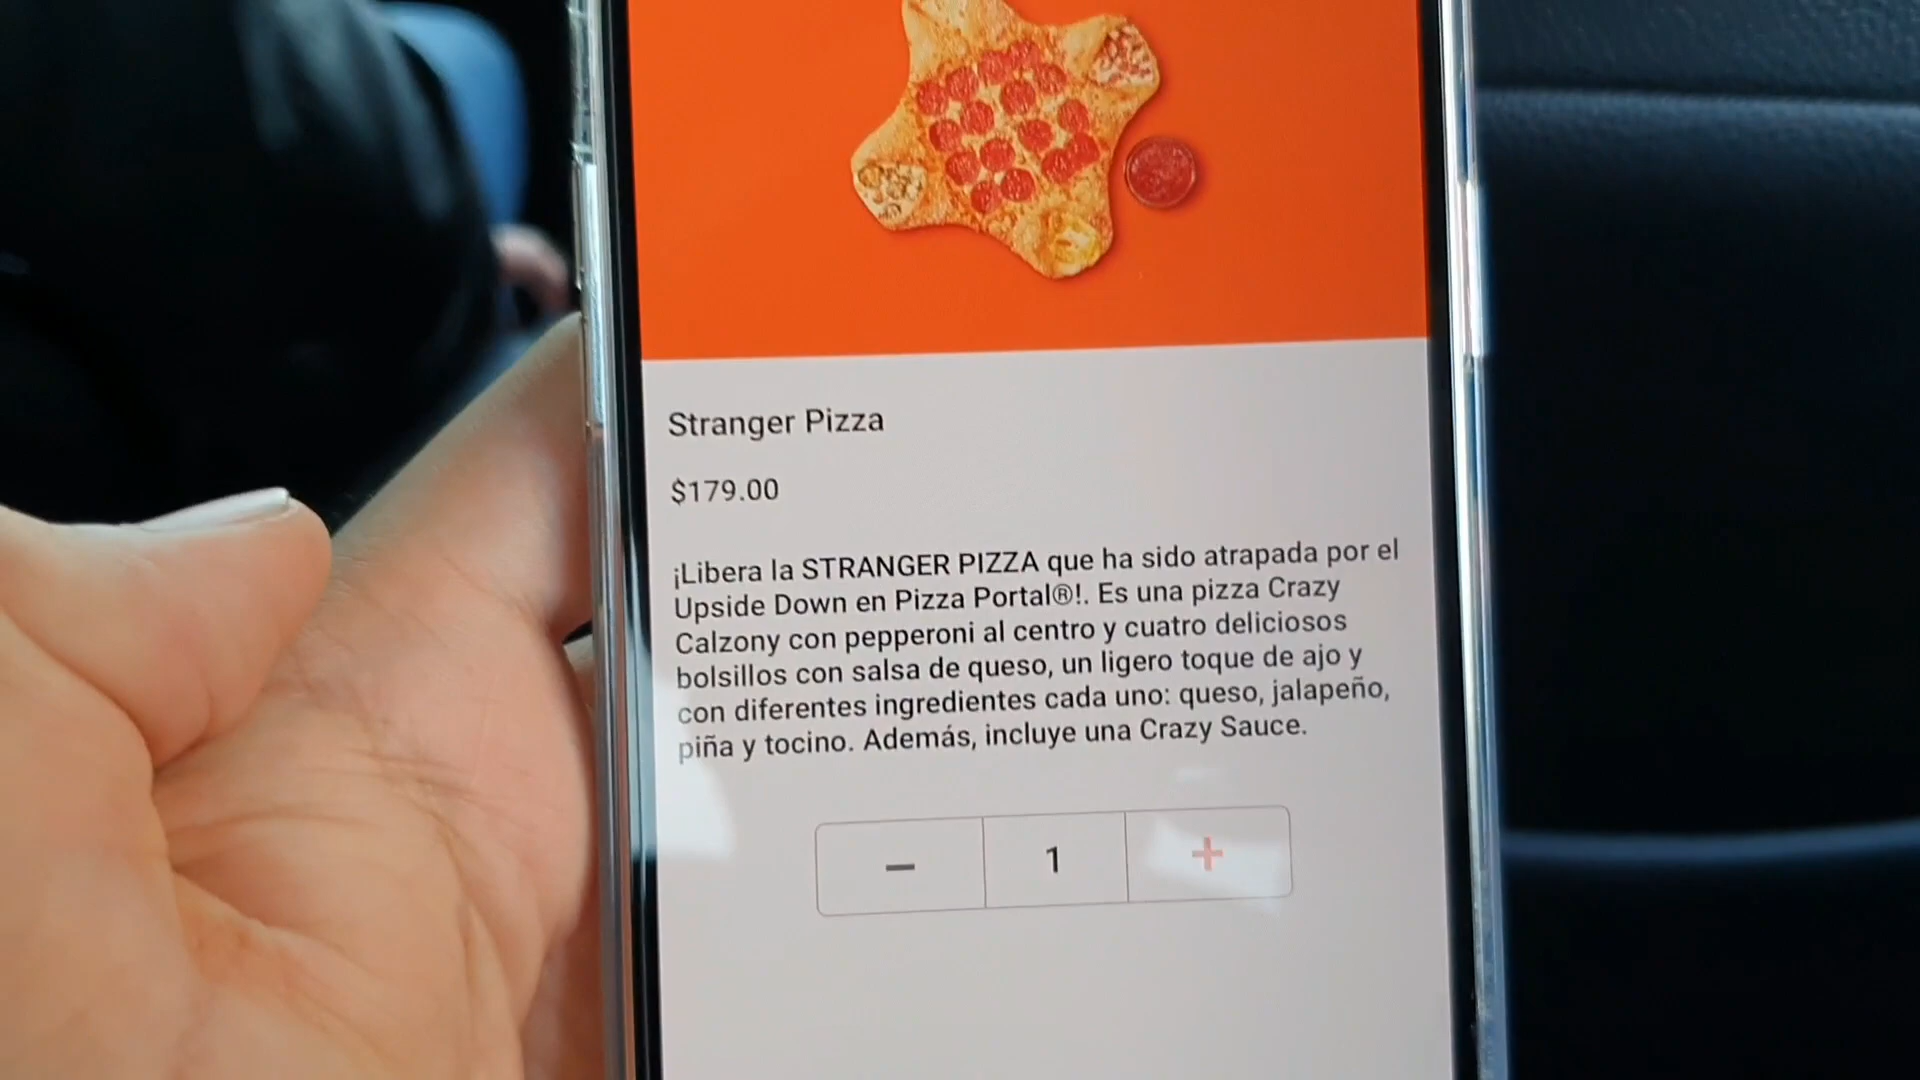 Stranger Pizza
$179.00
¡Libera la STRANGER PIZZA que ha sido atrapada por el
Upside Down en Pizza Portal®!. Es una pizza Crazy
Calzony con pepperoni al centro y cuatro deliciosos
bolsillos con salsa de queso, un ligero toque de ajo y
con diferentes ingredientes cada uno: queso, jalapeño,
piña y tocino. Además, incluye una Crazy Sauce.
− 1 +